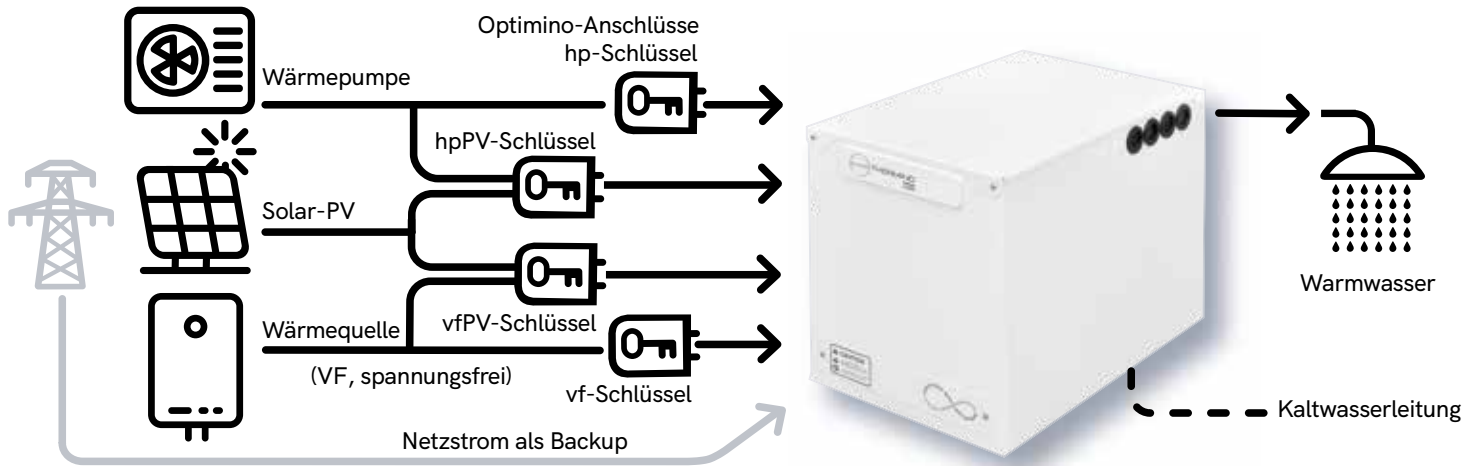 Optimino-Anschlüsse
hp-Schlüssel
Wärmepumpe
hpPV-Schlüssel
Solar-PV
Wärmequelle
(VF, spannungsfrei)
vfPV-Schlüssel
vf-Schlüssel
Netzstrom als Backup
Warmwasser
Kaltwasserleitung